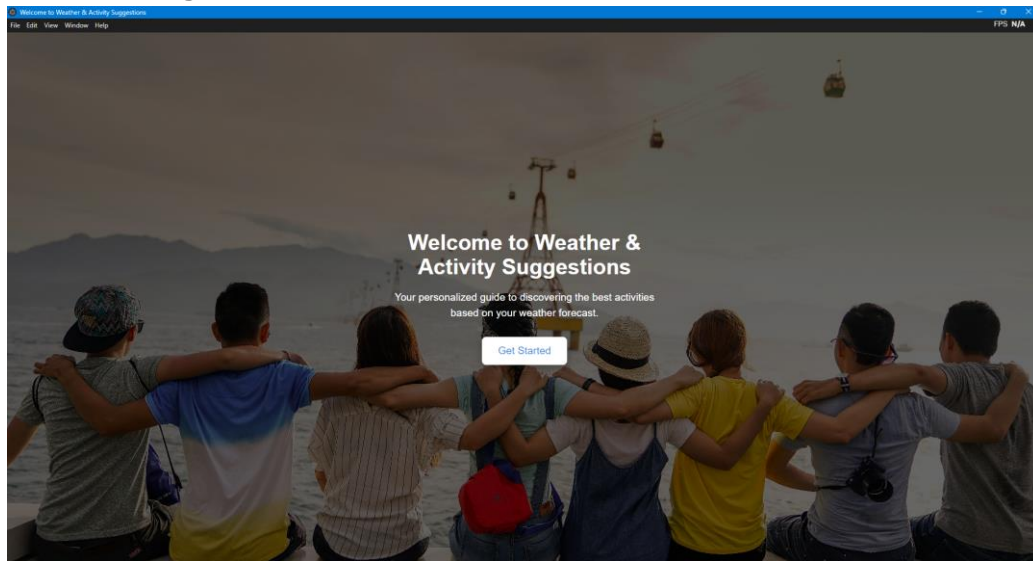 Welcome to Weather & Activity Suggestions
File Edit View Window Help
FPS N/A
Welcome to Weather &
Activity Suggestions
Your personalized guide to discovering the best activities
based on your weather forecast.
Get Started